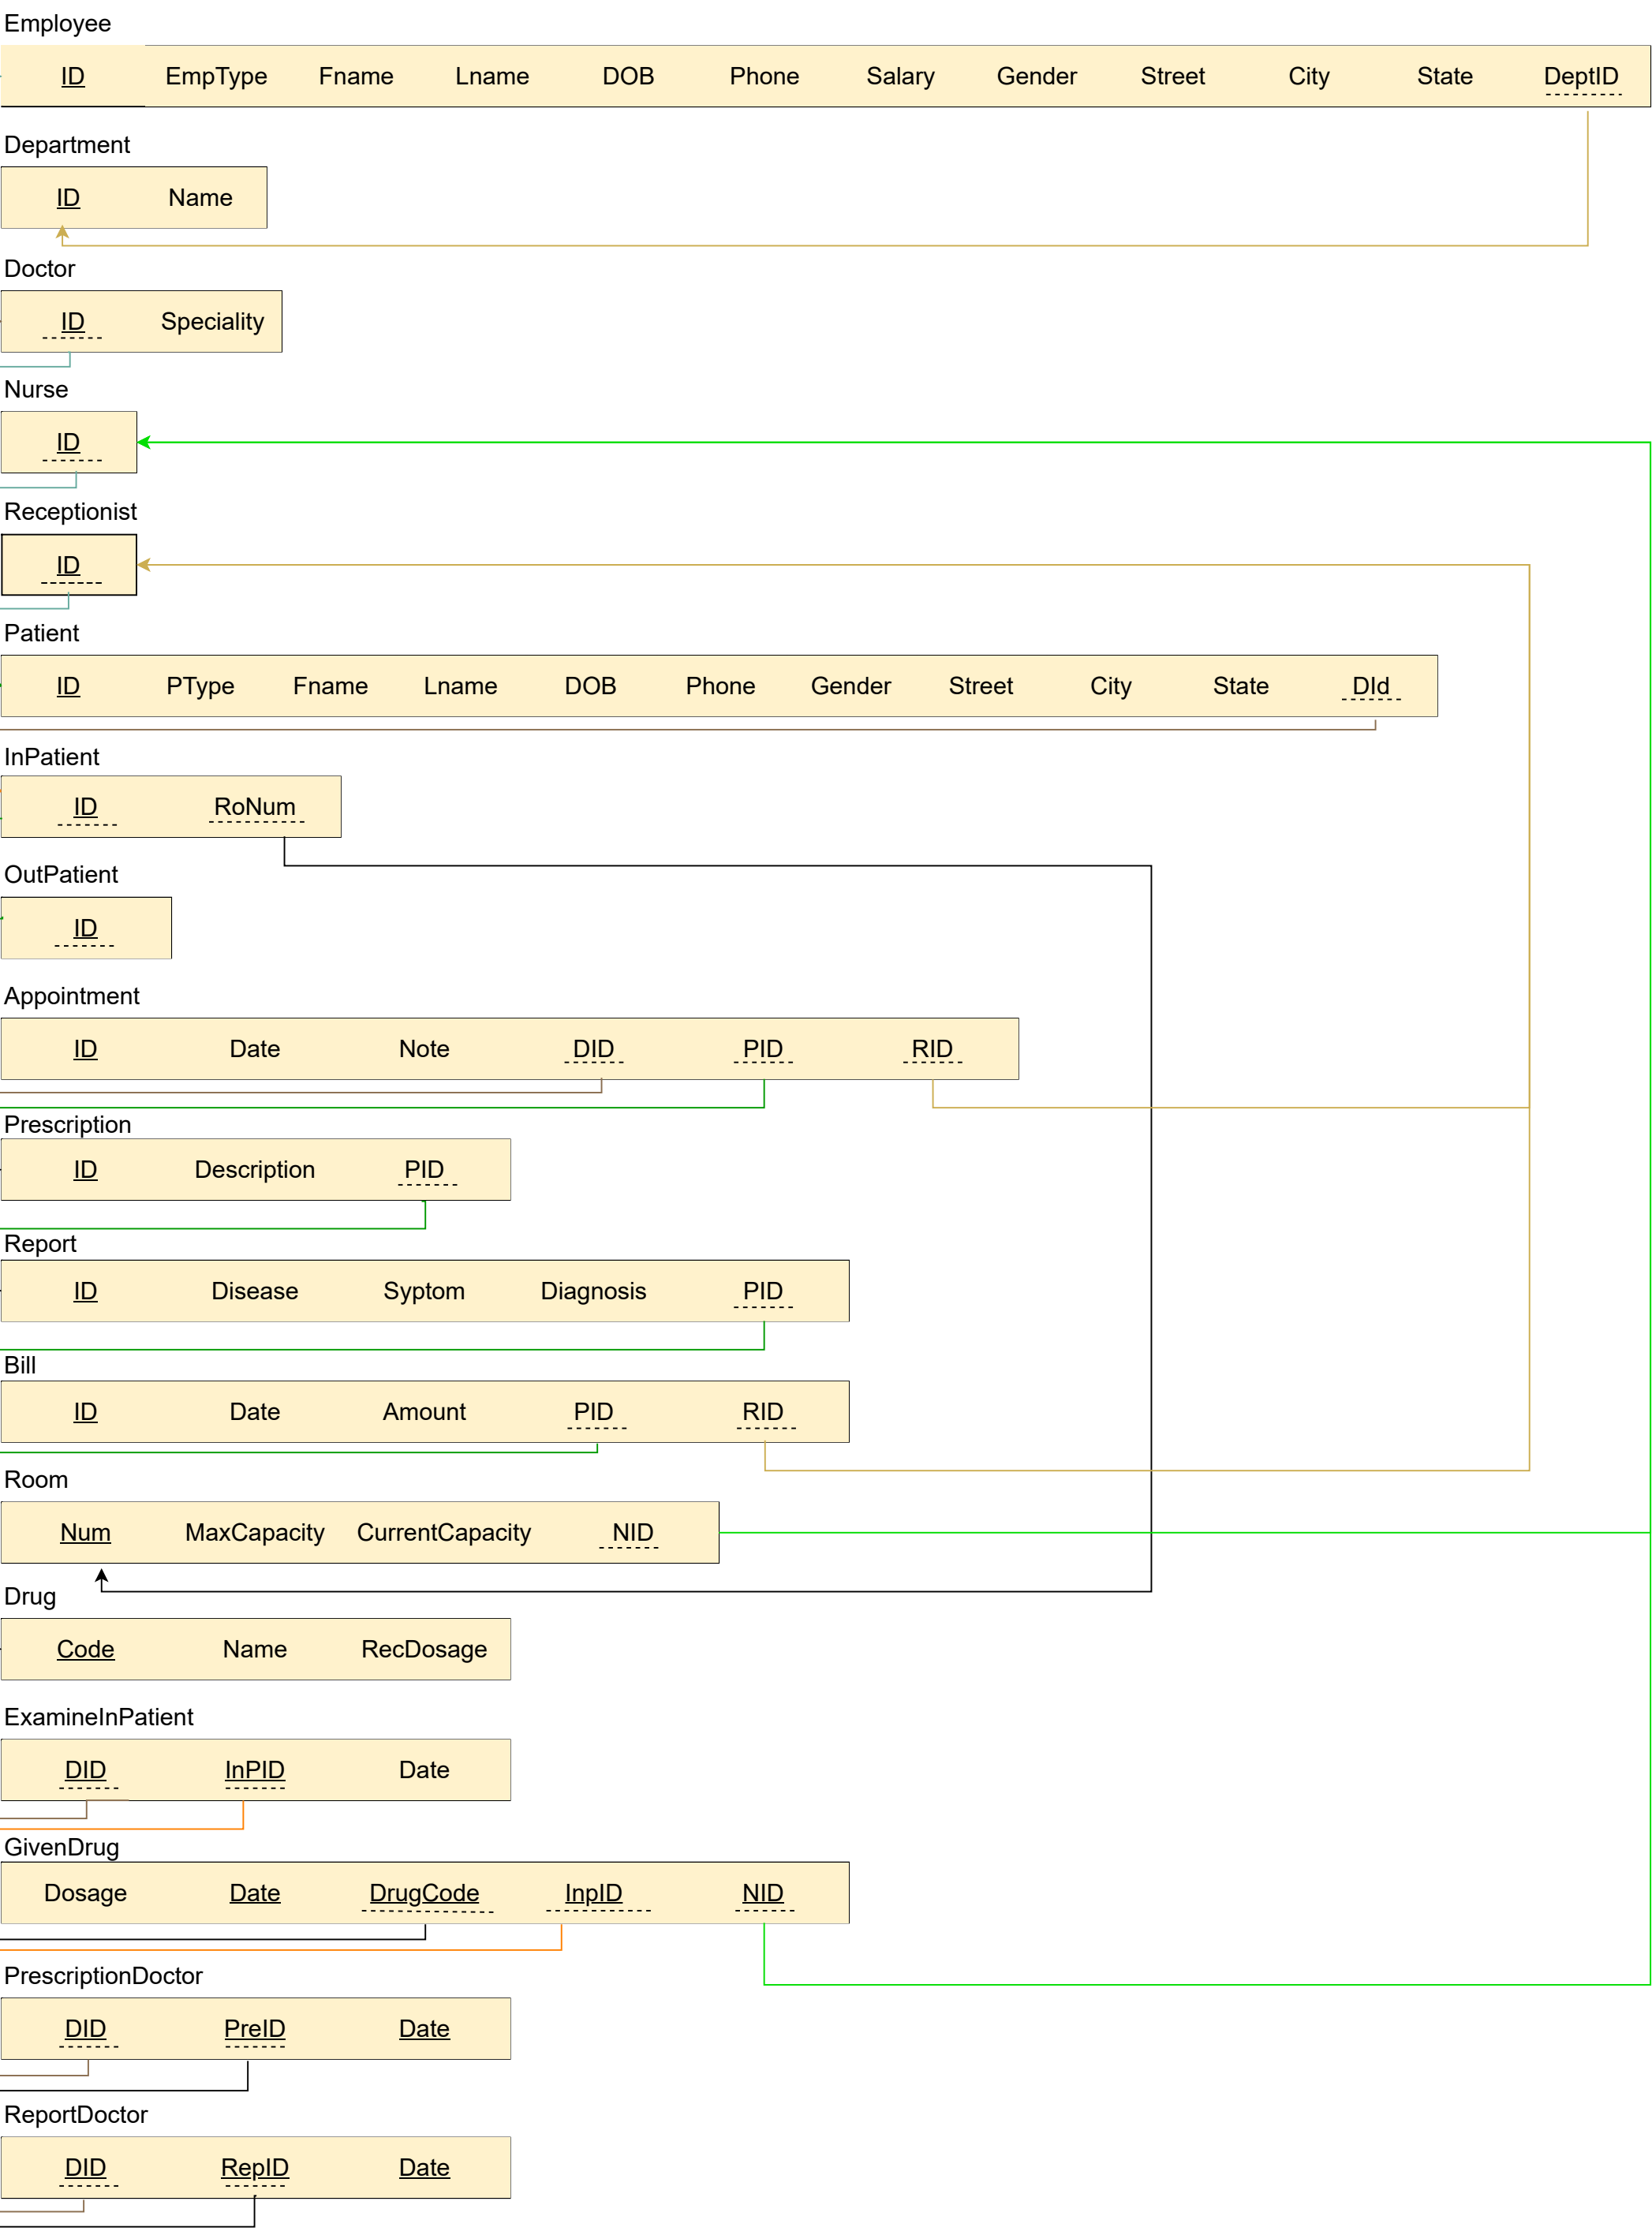 Employee
ID EmpType Fname Lname DOB Phone Salary Gender Street City State DeptID
Department
ID Name
Doctor
ID Speciality
Nurse
ID
Receptionist
ID
Patient
ID PType Fname Lname DOB Phone Gender Street City State DId
InPatient
ID RoNum
OutPatient
ID
Appointment
ID Date Note DID PID RID
Prescription
ID Description PID
Report
ID Disease Syptom Diagnosis PID
Bill
ID Date Amount PID RID
Room
Num MaxCapacity CurrentCapacity NID
Drug
Code Name RecDosage
ExamineInPatient
DID InPID Date
GivenDrug
Dosage Date DrugCode InpID NID
PrescriptionDoctor
DID PreID Date
ReportDoctor
DID RepID Date